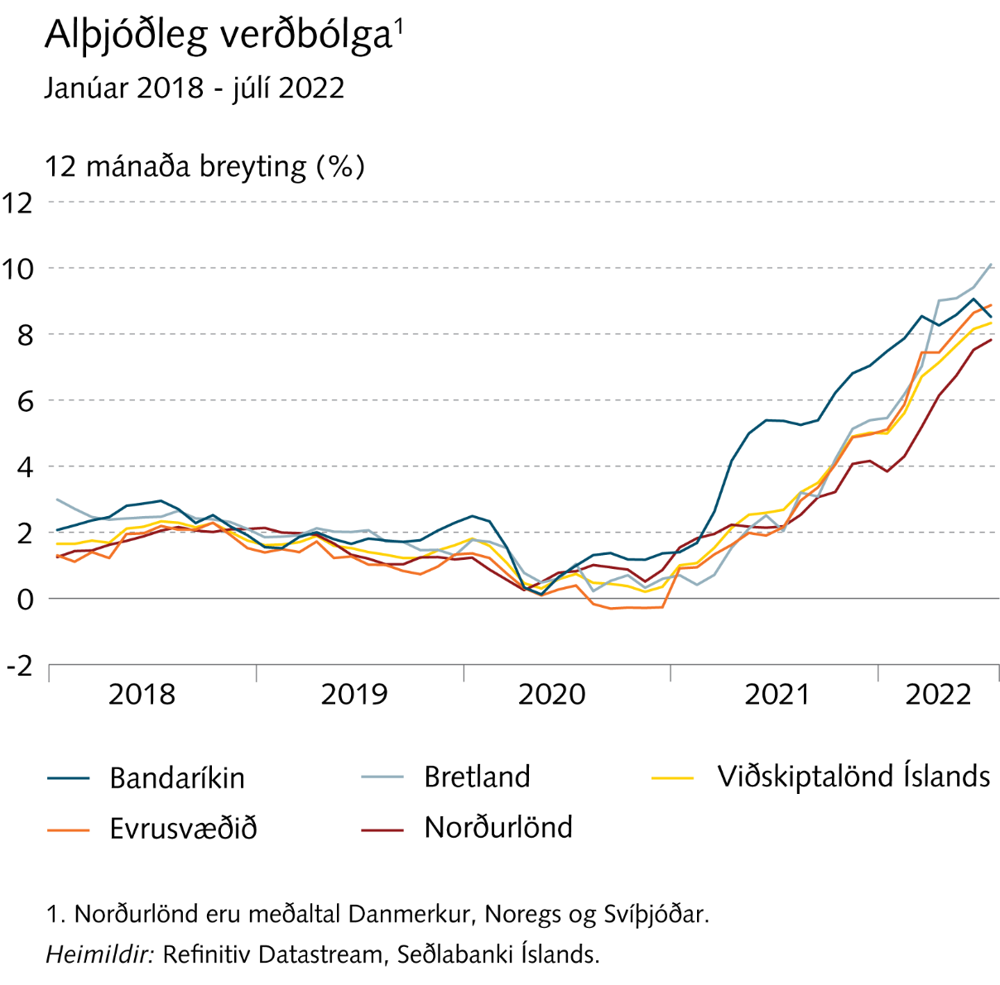 Alþjóðleg verðbólga¹
Janúar 2018 - júlí 2022
12 mánaða breyting (%)
12
10
8
6
4
2
0
-2
2018 2019 2020 2021 2022
Bandaríkin Bretland Viðskiptalönd Íslands
Evrusvæðið Norðurlönd
1. Norðurlönd eru meðaltal Danmerkur, Noregs og Svíþjóðar.
Heimildir: Refinitiv Datastream, Seðlabanki Íslands.